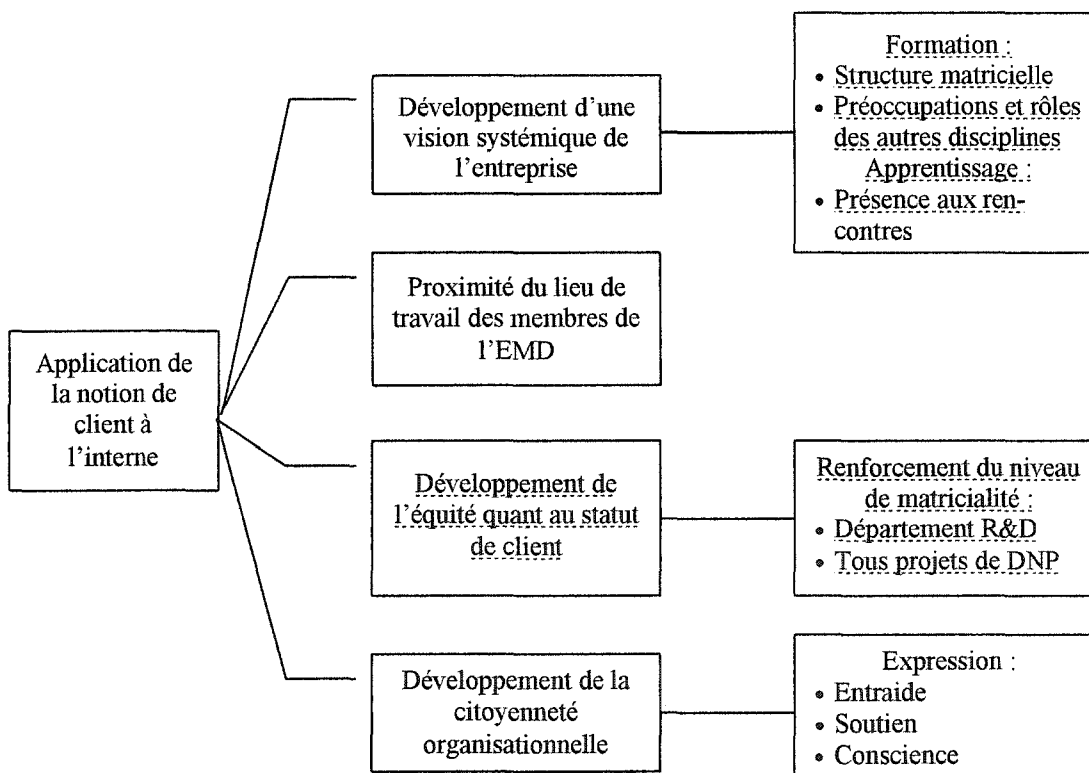 Application de
la notion de
client à
l'interne
Développement d'une
vision systémique de
l'entreprise
Formation :
• Structure matricielle
• Préoccupations et rôles
des autres disciplines
Apprentissage :
• Présence aux ren-
contres
Proximité du lieu de
travail des membres de
l'EMD
Développement de
l'équité quant au statut
de client
Renforcement du niveau
de matricialité :
• Département R&D
• Tous projets de DNP
Développement de la
citoyenneté
organisationnelle
Expression :
• Entraide
• Soutien
• Conscience